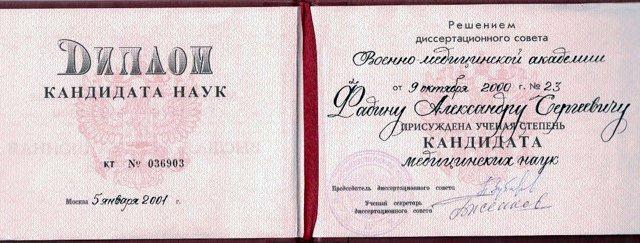 Диплом
КАНДИДАТА НАУК
КТ № 036903
Москва 5 января 2001 г.
Решением
диссертационного совета
Военно-медицинской академии
от 9 октября 2000 г. № 23
Фадину Александру Сергеевичу
ПРИСУЖДЕНА УЧЕНАЯ СТЕПЕНЬ
КАНДИДАТА
медицинских наук
Председатель диссертационного совета
Ученый секретарь
диссертационного совета